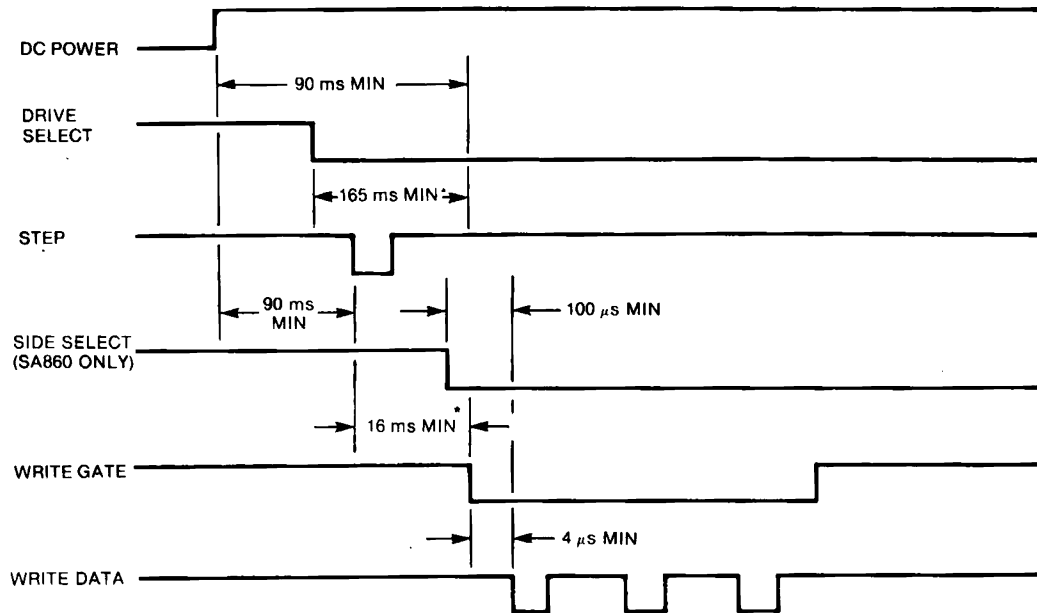 DC POWER
90 ms MIN
DRIVE
SELECT
165 ms MIN*
STEP
90 ms
MIN
100 μs MIN
SIDE SELECT
(SA860 ONLY)
16 ms MIN*
WRITE GATE
4 μs MIN
WRITE DATA